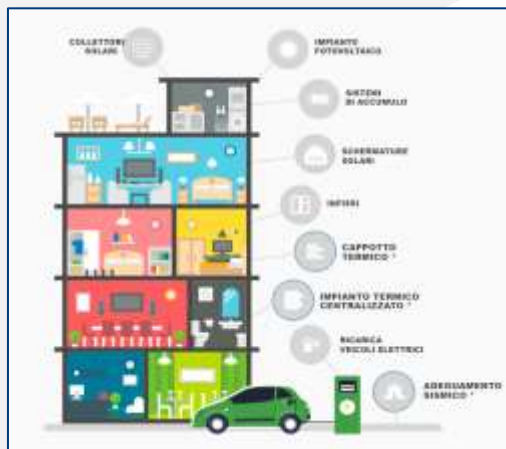 COLLETTORI
SOLARI
IMPIANTO
FOTOVOLTAICO
SISTEMI
DI ACCUMULO
SCHERMATURE
SOLARI
INFISSI
CAPPOTTO
TERMICO
IMPIANTO TERMICO
CENTRALIZZATO
RICARICA
VEICOLI ELETTRICI
ADEGUAMENTO
SISMICO